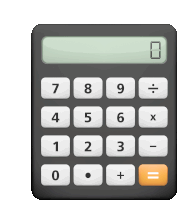 0
7 8 9 ÷
4 5 6 x
1 2 3 −
0 • + =